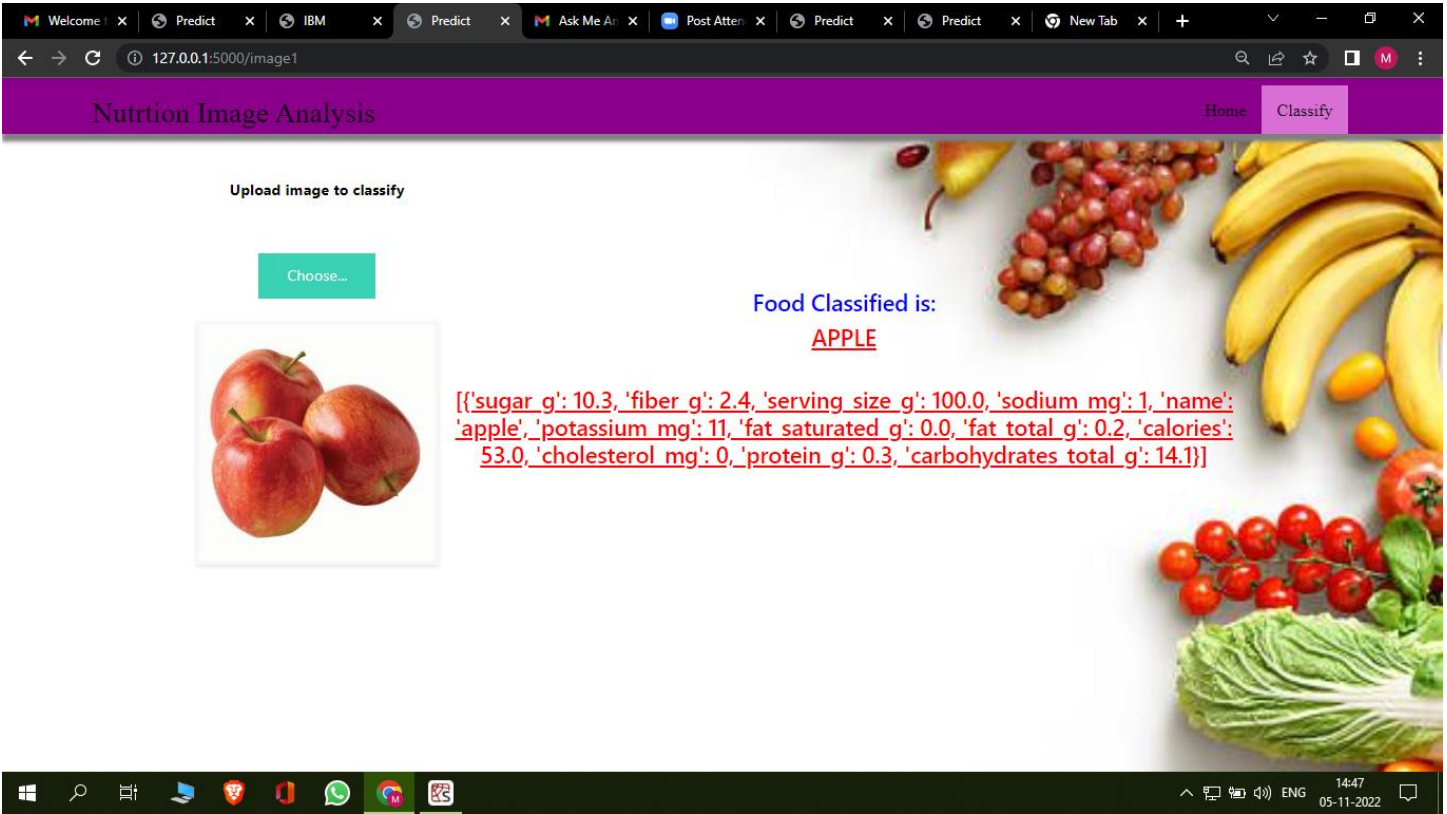 Welcome t
Predict
IBM
Predict
Ask Me An
Post Atten
Predict
Predict
New Tab
127.0.0.1:5000/image1
M
Nutrtion Image Analysis
Home
Classify
Upload image to classify
Choose...
Food Classified is:
APPLE
[{'sugar_g': 10.3, 'fiber_g': 2.4, 'serving_size_g': 100.0, 'sodium_mg': 1, 'name':
'apple', 'potassium_mg': 11, 'fat_saturated_g': 0.0, 'fat_total_g': 0.2, 'calories':
53.0, 'cholesterol_mg': 0, 'protein_g': 0.3, 'carbohydrates_total_g': 14.1}]
ENG
14:47
05-11-2022